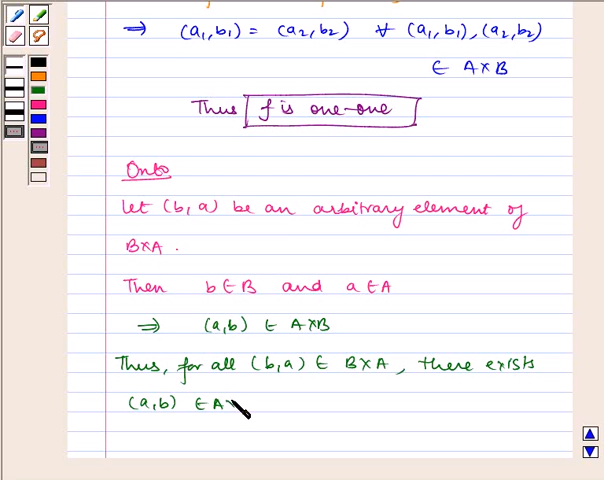 ⇒ (a₁,b₁) = (a₂,b₂) ∀ (a₁,b₁),(a₂,b₂)
∈ A×B
Thus f is one-one
Onto
Let (b,a) be an arbitrary element of
B×A.
Then b∈B and a∈A
⇒ (a,b) ∈ A×B
Thus, for all (b,a) ∈ B×A, there exists
(a,b) ∈ A×